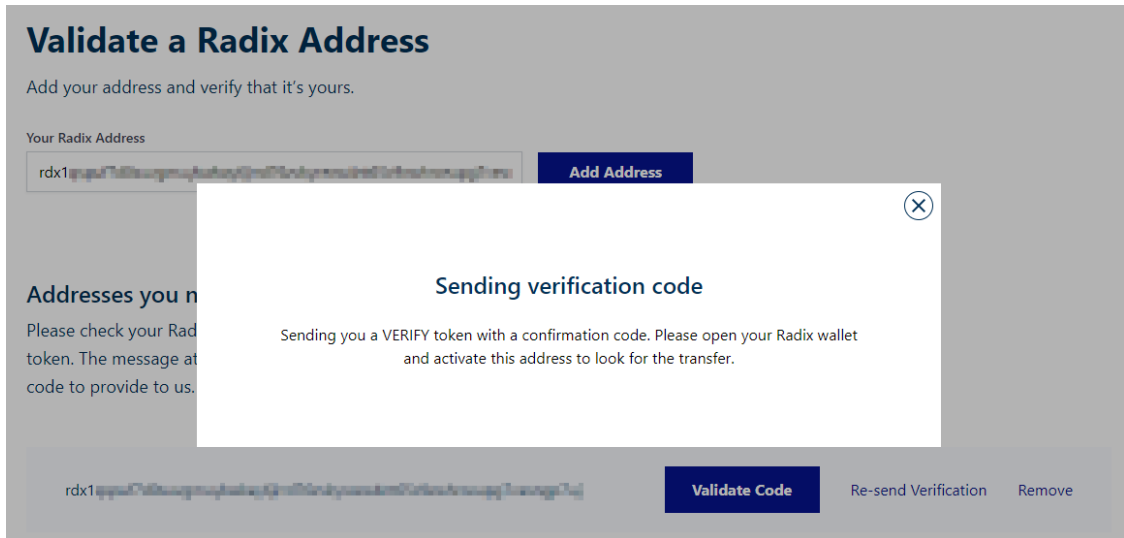 Validate a Radix Address
Add your address and verify that it's yours.
Your Radix Address
rdx1
Add Address
Sending verification code
Sending you a VERIFY token with a confirmation code. Please open your Radix wallet
and activate this address to look for the transfer.
Addresses you
Please check your
token. The message
code to provide to us.
rdx1
Validate Code
Re-send Verification
Remove